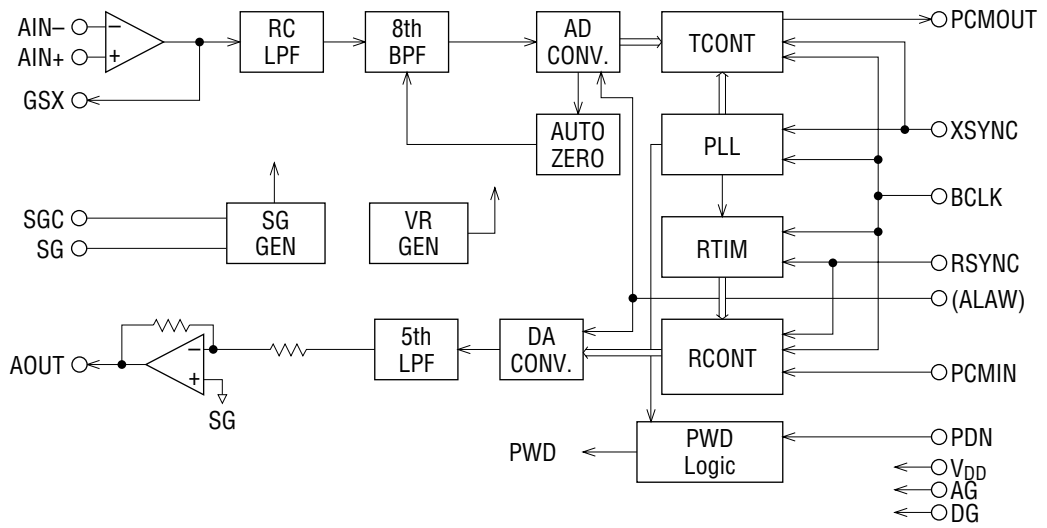 AIN–
AIN+
GSX
–
+
RC
LPF
8th
BPF
AD
CONV.
TCONT
PCMOUT
AUTO
ZERO
PLL
XSYNC
BCLK
SGC
SG
SG
GEN
VR
GEN
RTIM
RSYNC
(ALAW)
AOUT
–
+
SG
5th
LPF
DA
CONV.
RCONT
PCMIN
PWD
PWD
Logic
PDN
VDD
AG
DG